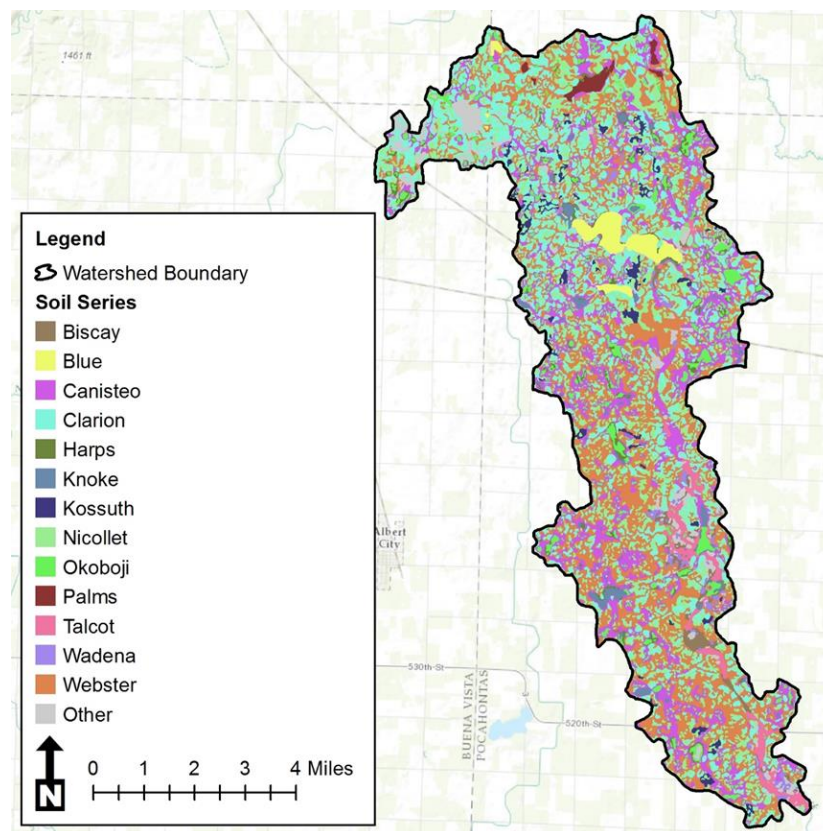 1461 ft
Legend
Watershed Boundary
Soil Series
Biscay
Blue
Canisteo
Clarion
Harps
Knoke
Kossuth
Nicollet
Okoboji
Palms
Talcot
Wadena
Webster
Other
N
0 1 2 3 4 Miles
Albert
City
530th St
BUENA VISTA
POCAHONTAS
520th St